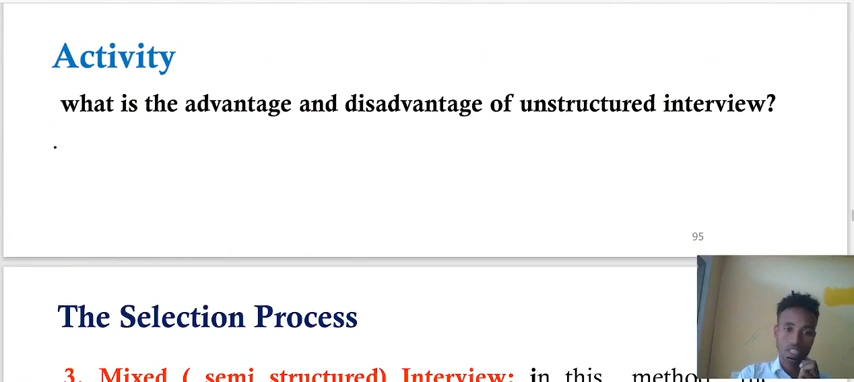 Activity
what is the advantage and disadvantage of unstructured interview?
.
95
The Selection Process
3. Mixed ( semi structured) Interview: in this